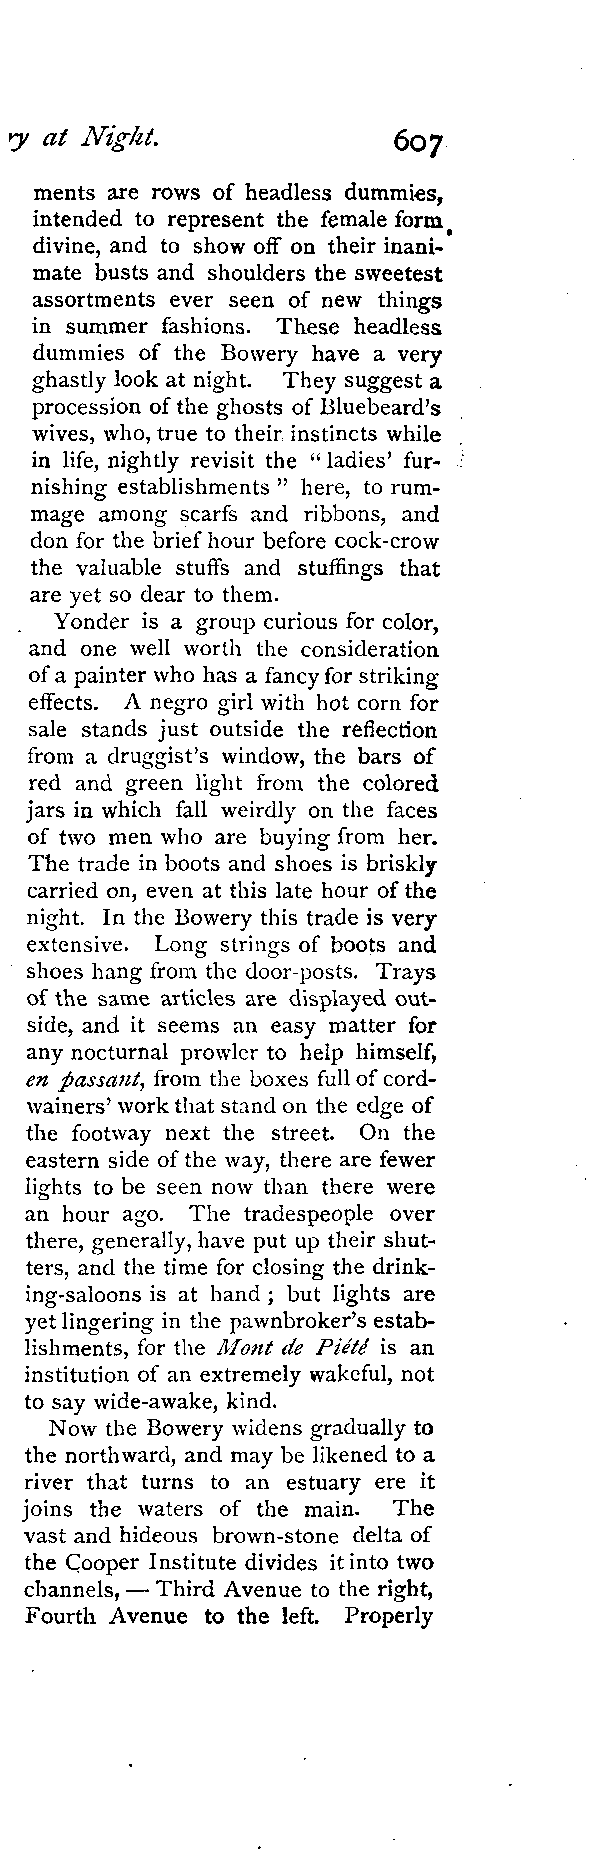 ry at Night. 607
ments are rows of headless dummies,
intended to represent the female form
divine, and to show off on their inani-
mate busts and shoulders the sweetest
assortments ever seen of new things
in summer fashions. These headless
dummies of the Bowery have a very
ghastly look at night. They suggest a
procession of the ghosts of Bluebeard's
wives, who, true to their instincts while
in life, nightly revisit the " ladies' fur-
nishing establishments " here, to rum-
mage among scarfs and ribbons, and
don for the brief hour before cock-crow
the valuable stuffs and stuffings that
are yet so dear to them.
Yonder is a group curious for color,
and one well worth the consideration
of a painter who has a fancy for striking
effects. A negro girl with hot corn for
sale stands just outside the reflection
from a druggist's window, the bars of
red and green light from the colored
jars in which fall weirdly on the faces
of two men who are buying from her.
The trade in boots and shoes is briskly
carried on, even at this late hour of the
night. In the Bowery this trade is very
extensive. Long strings of boots and
shoes hang from the door-posts. Trays
of the same articles are displayed out-
side, and it seems an easy matter for
any nocturnal prowler to help himself,
en passant, from the boxes full of cord-
wainers' work that stand on the edge of
the footway next the street. On the
eastern side of the way, there are fewer
lights to be seen now than there were
an hour ago. The tradespeople over
there, generally, have put up their shut-
ters, and the time for closing the drink-
ing-saloons is at hand ; but lights are
yet lingering in the pawnbroker's estab-
lishments, for the Mont de Piété is an
institution of an extremely wakeful, not
to say wide-awake, kind.
Now the Bowery widens gradually to
the northward, and may be likened to a
river that turns to an estuary ere it
joins the waters of the main. The
vast and hideous brown-stone delta of
the Cooper Institute divides it into two
channels, — Third Avenue to the right,
Fourth Avenue to the left. Properly